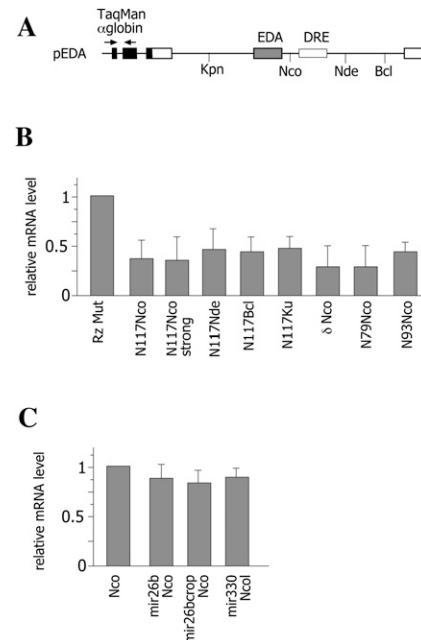 A
TaqMan
αglobin
pEDA
EDA
DRE
Kpn
Nco
Nde
Bcl
B
relative mRNA level
1
0.5
0
Rz Mut
N117Nco
N117Nco
strong
N117Nde
N117Bcl
N117Ku
δ Nco
N79Nco
N93Nco
C
relative mRNA level
1
0.5
0
Nco
mir26b
Nco
mir26bcrop
Nco
mir330
NcoI